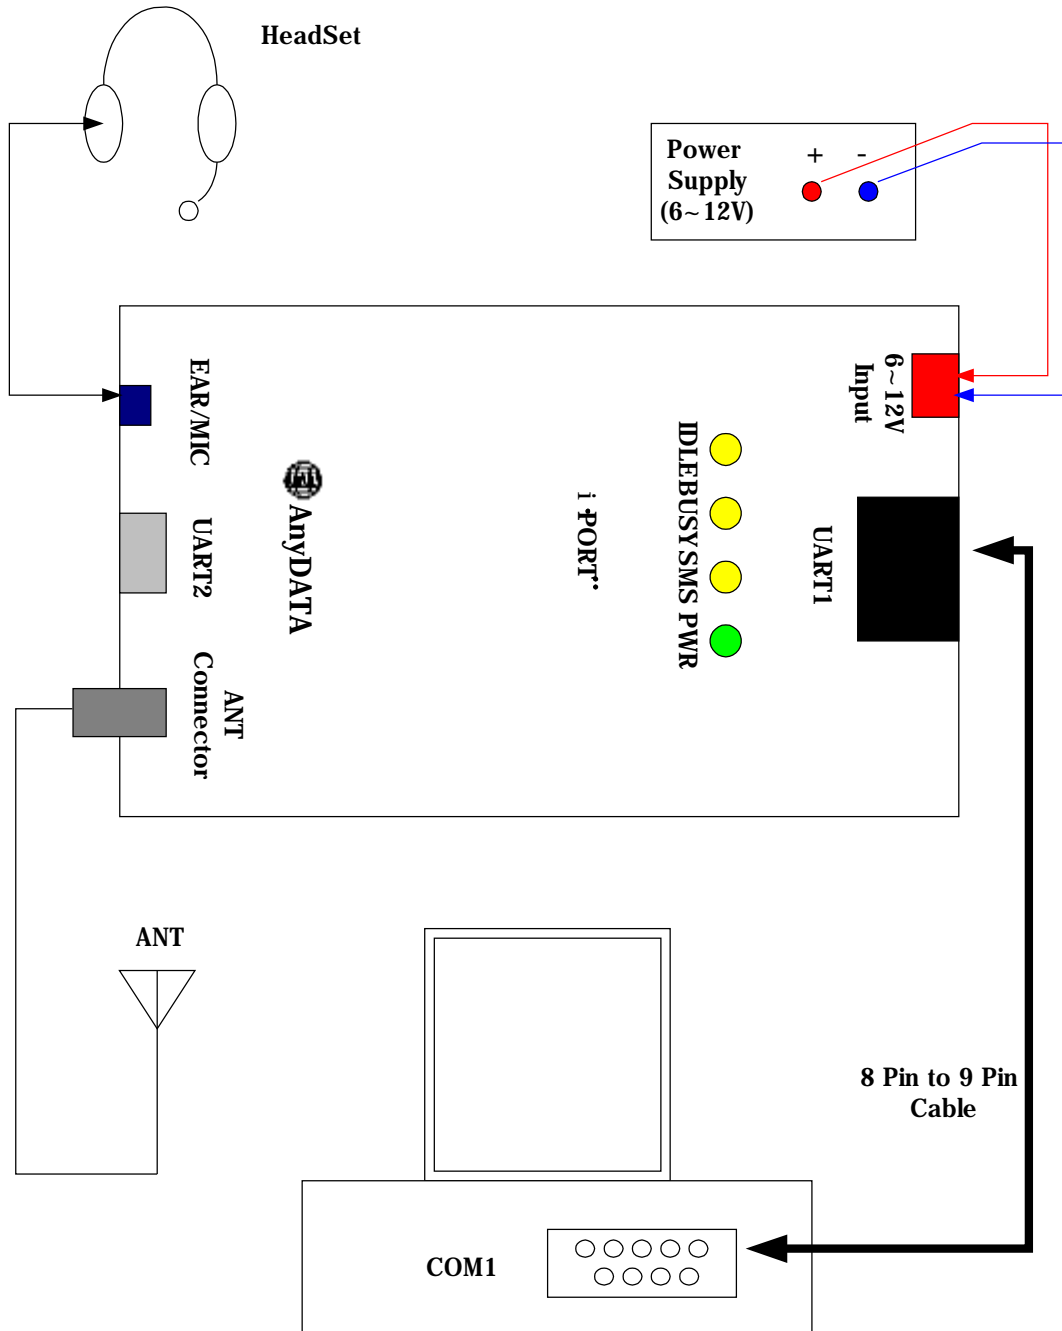 HeadSet
Power
Supply
(6~12V)
+ -
EAR/MIC
6~12V
Input
IDLE
BUSY
SMS
PWR
AnyDATA
i•PORT
UART2
UART1
ANT
Connector
ANT
8 Pin to 9 Pin
Cable
COM1